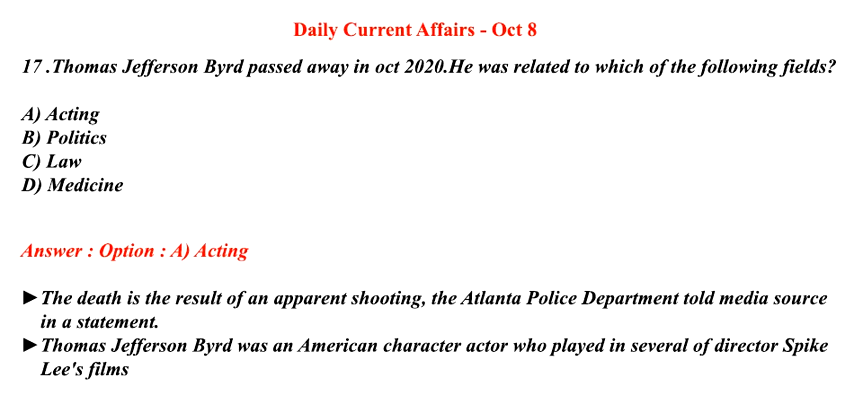 Daily Current Affairs - Oct 8
17 .Thomas Jefferson Byrd passed away in oct 2020.He was related to which of the following fields?
A) Acting
B) Politics
C) Law
D) Medicine
Answer : Option : A) Acting
►The death is the result of an apparent shooting, the Atlanta Police Department told media source
in a statement.
►Thomas Jefferson Byrd was an American character actor who played in several of director Spike
Lee's films